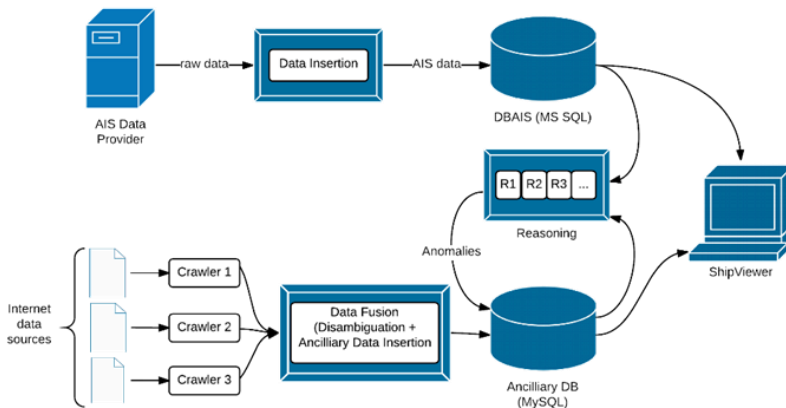 raw data
Data Insertion
AIS data
AIS Data
Provider
DBAIS (MS SQL)
R1 R2 R3 ...
Reasoning
Anomalies
ShipViewer
Internet
data
sources
Crawler 1
Crawler 2
Crawler 3
Data Fusion
(Disambiguation +
Ancilliary Data Insertion
Ancilliary DB
(MySQL)